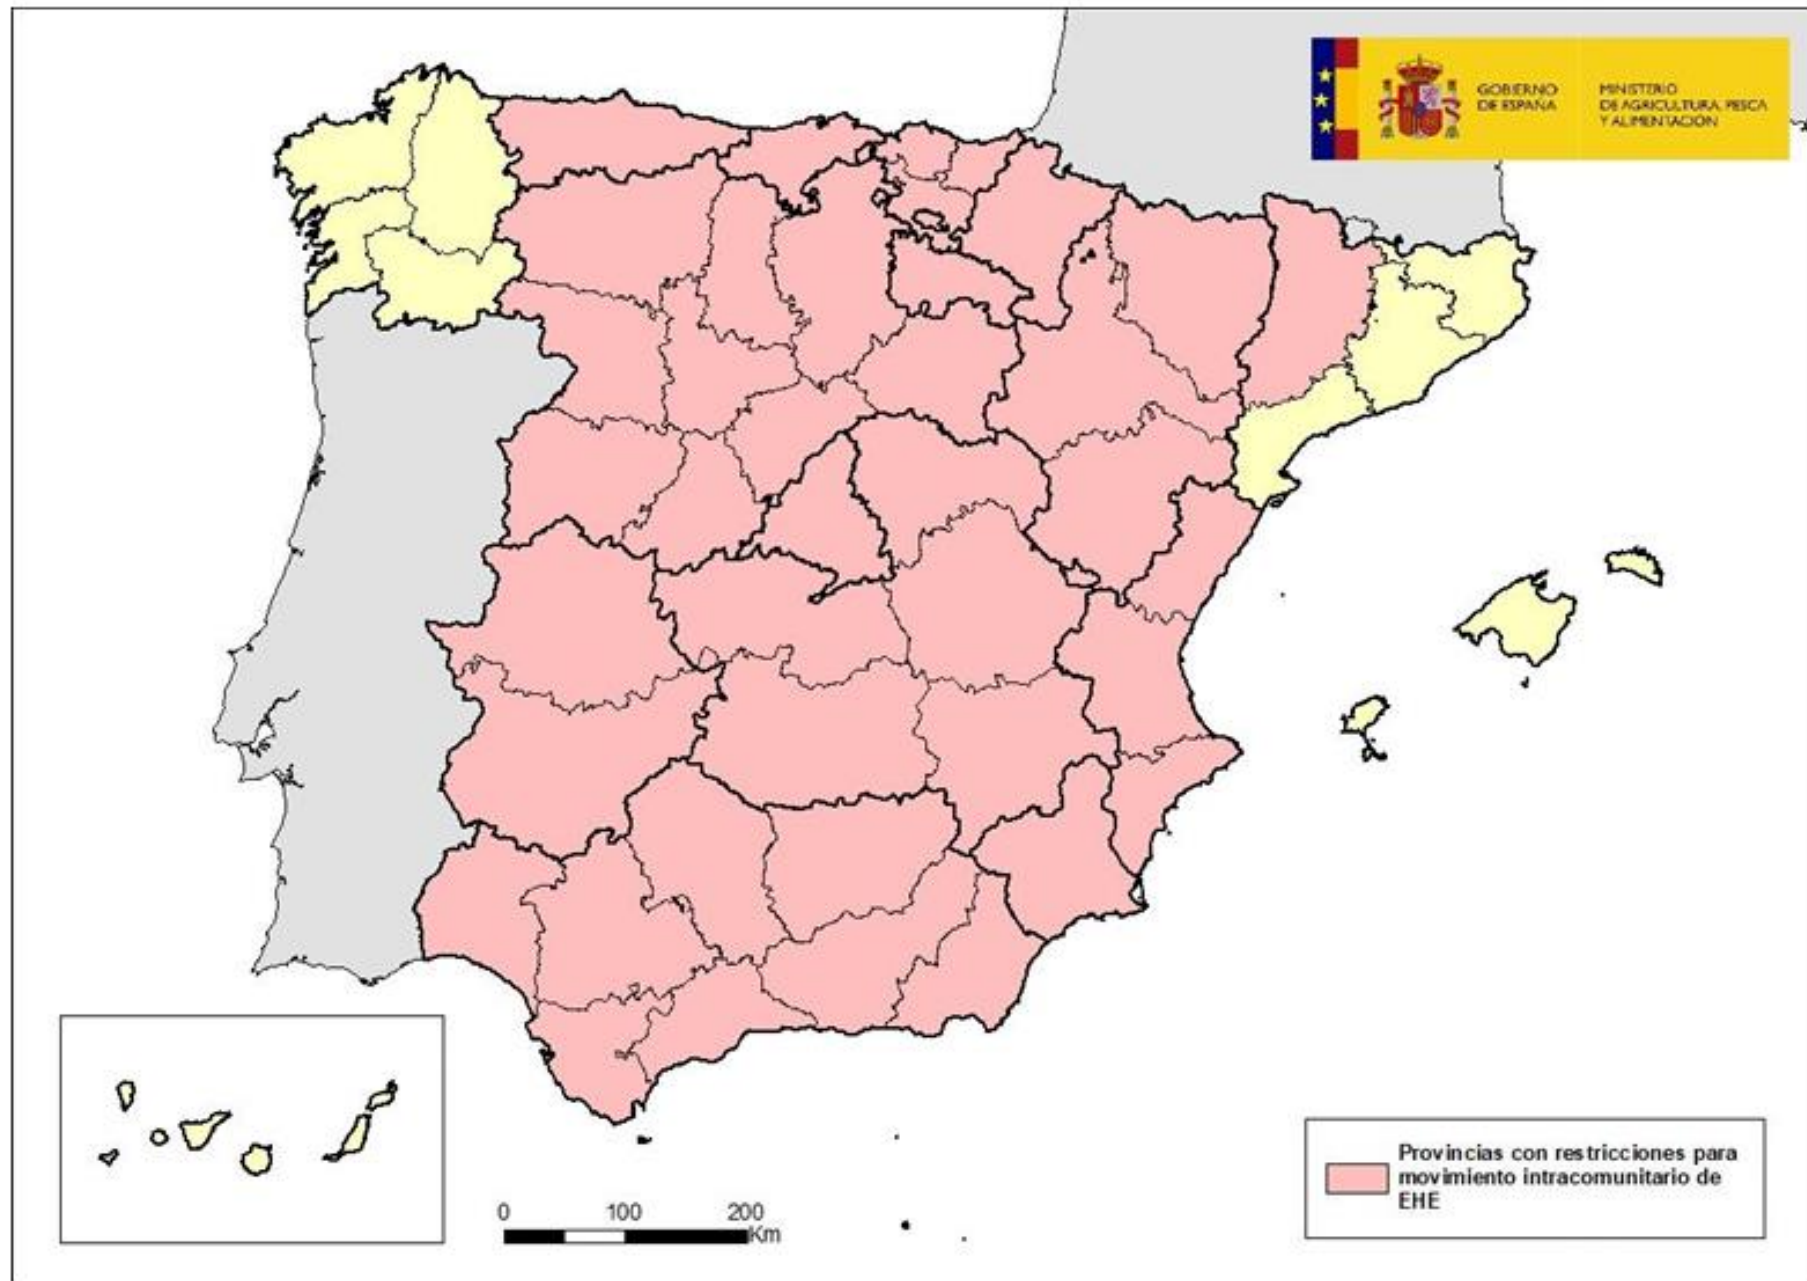 GOBIERNO
DE ESPAÑA
MINISTERIO
DE AGRICULTURA, PESCA
Y ALIMENTACIÓN
0 100 200
Km
Provincias con restricciones para
movimiento intracomunitario de
EHE